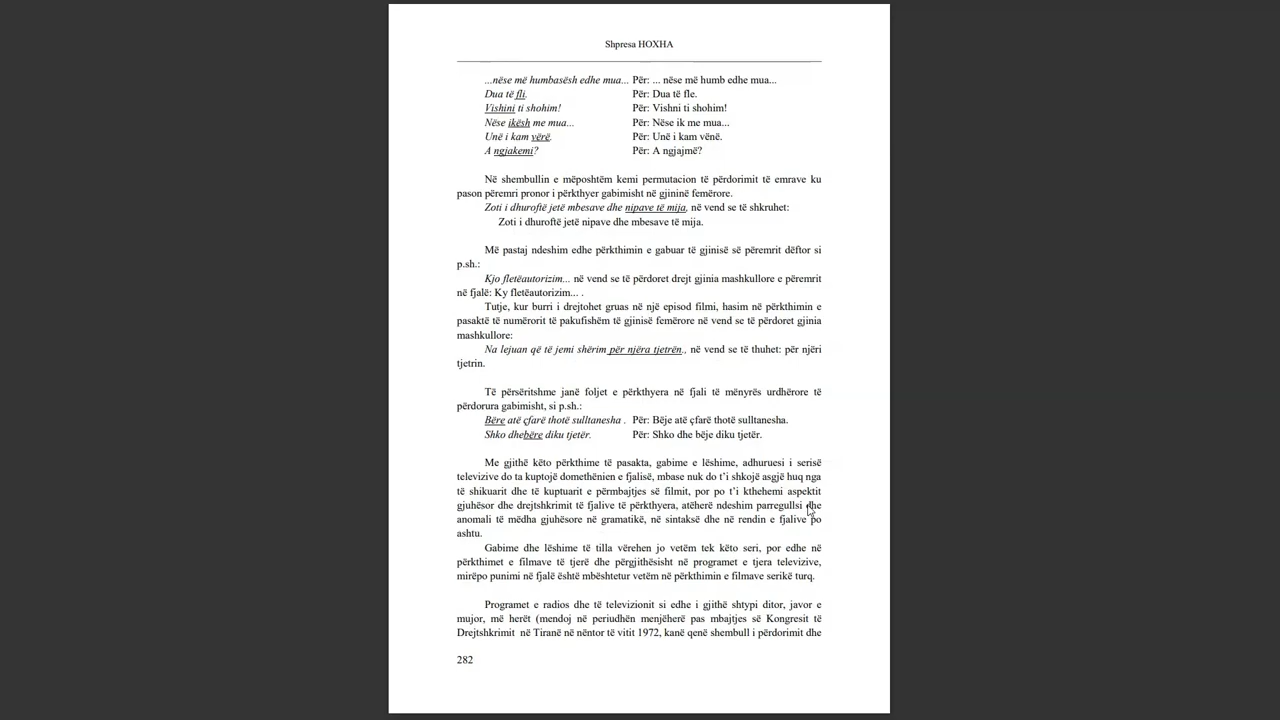 Shpresa HOXHA
...nëse më humbasësh edhe mua... Për: ... nëse më humb edhe mua...
Dua të fli. Për: Dua të fle.
Vishini ti shohim! Për: Vishni ti shohim!
Nëse ikësh me mua... Për: Nëse ik me mua...
Unë i kam vërë. Për: Unë i kam vënë.
A ngjakemi? Për: A ngjajmë?
Në shembullin e mëposhtëm kemi permutacion të përdorimit të emrave ku
pason përemri pronor i përkthyer gabimisht në gjininë femërore.
Zoti i dhuroftë jetë mbesave dhe nipave të mija, në vend se të shkruhet:
Zoti i dhuroftë jetë nipave dhe mbesave të mija.
Më pastaj ndeshim edhe përkthimin e gabuar të gjinisë së përemrit dëftor si
p.sh.:
Kjo fletëautorizim... në vend se të përdoret drejt gjinia mashkullore e përemrit
në fjalë: Ky fletëautorizim... .
Tutje, kur burri i drejtohet gruas në një episod filmi, hasim në përkthimin e
pasaktë të numërorit të pakufishëm të gjinisë femërore në vend se të përdoret gjinia
mashkullore:
Na lejuan që të jemi shërim për njëra tjetrën., në vend se të thuhet: për njëri
tjetrin.
Të përsëritshme janë foljet e përkthyera në fjali të mënyrës urdhërore të
përdorura gabimisht, si p.sh.:
Bëre atë çfarë thotë sulltanesha . Për: Bëje atë çfarë thotë sulltanesha.
Shko dhebëre diku tjetër. Për: Shko dhe bëje diku tjetër.
Me gjithë këto përkthime të pasakta, gabime e lëshime, adhuruesi i serisë
televizive do ta kuptojë domethënien e fjalisë, mbase nuk do t’i shkojë asgjë huq nga
të shikuarit dhe të kuptuarit e përmbajtjes së filmit, por po t’i kthehemi aspektit
gjuhësor dhe drejtshkrimit të fjalive të përkthyera, atëherë ndeshim parregullsi dhe
anomali të mëdha gjuhësore në gramatikë, në sintaksë dhe në rendin e fjalive po
ashtu.
Gabime dhe lëshime të tilla vërehen jo vetëm tek këto seri, por edhe në
përkthimet e filmave të tjerë dhe përgjithësisht në programet e tjera televizive,
mirëpo punimi në fjalë është mbështetur vetëm në përkthimin e filmave serikë turq.
Programet e radios dhe të televizionit si edhe i gjithë shtypi ditor, javor e
mujor, më herët (mendoj në periudhën menjëherë pas mbajtjes së Kongresit të
Drejtshkrimit në Tiranë në nëntor të vitit 1972, kanë qenë shembull i përdorimit dhe
282